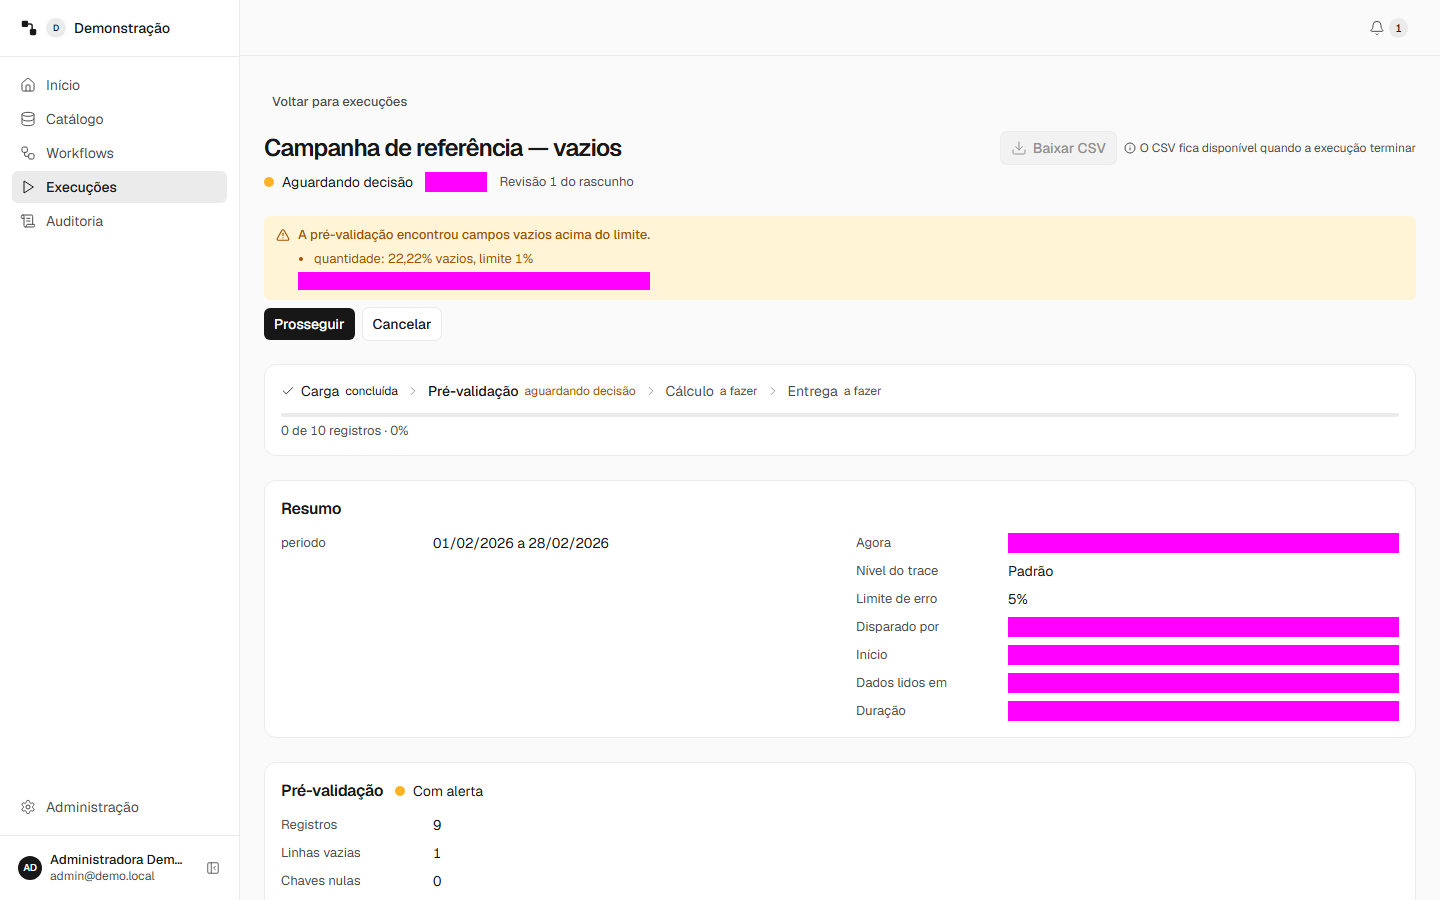 D Demonstração
1
Início
Catálogo
Workflows
Execuções
Auditoria
Administração
AD
Administradora Dem...
admin@demo.local
Voltar para execuções
Campanha de referência — vazios
Baixar CSV
O CSV fica disponível quando a execução terminar
Aguardando decisão
Revisão 1 do rascunho
A pré-validação encontrou campos vazios acima do limite.
• quantidade: 22,22% vazios, limite 1%
Prosseguir
Cancelar
Carga concluída > Pré-validação aguardando decisão > Cálculo a fazer > Entrega a fazer
0 de 10 registros · 0%
Resumo
periodo 01/02/2026 a 28/02/2026
Agora
Nível do trace Padrão
Limite de erro 5%
Disparado por
Início
Dados lidos em
Duração
Pré-validação Com alerta
Registros 9
Linhas vazias 1
Chaves nulas 0